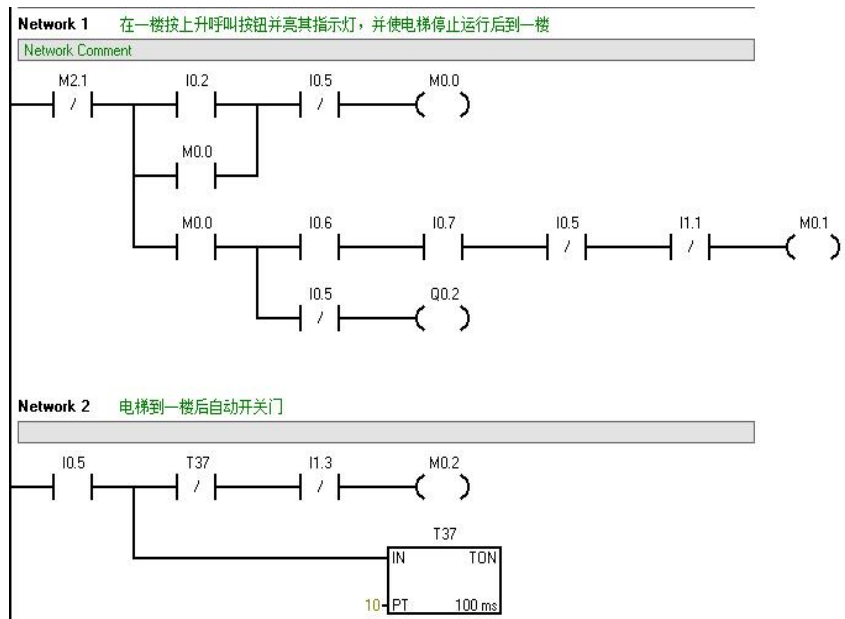 Network 1 在一楼按上升呼叫按钮并亮其指示灯，并使电梯停止运行后到一楼
Network Comment
M2.1 I0.2 I0.5 M0.0
/ /
M0.0
M0.0 I0.6 I0.7 I0.5 I1.1 M0.1
/ /
I0.5 Q0.2
/
Network 2 电梯到一楼后自动开关门
I0.5 T37 I1.3 M0.2
/ /
T37
IN TON
10 PT 100 ms